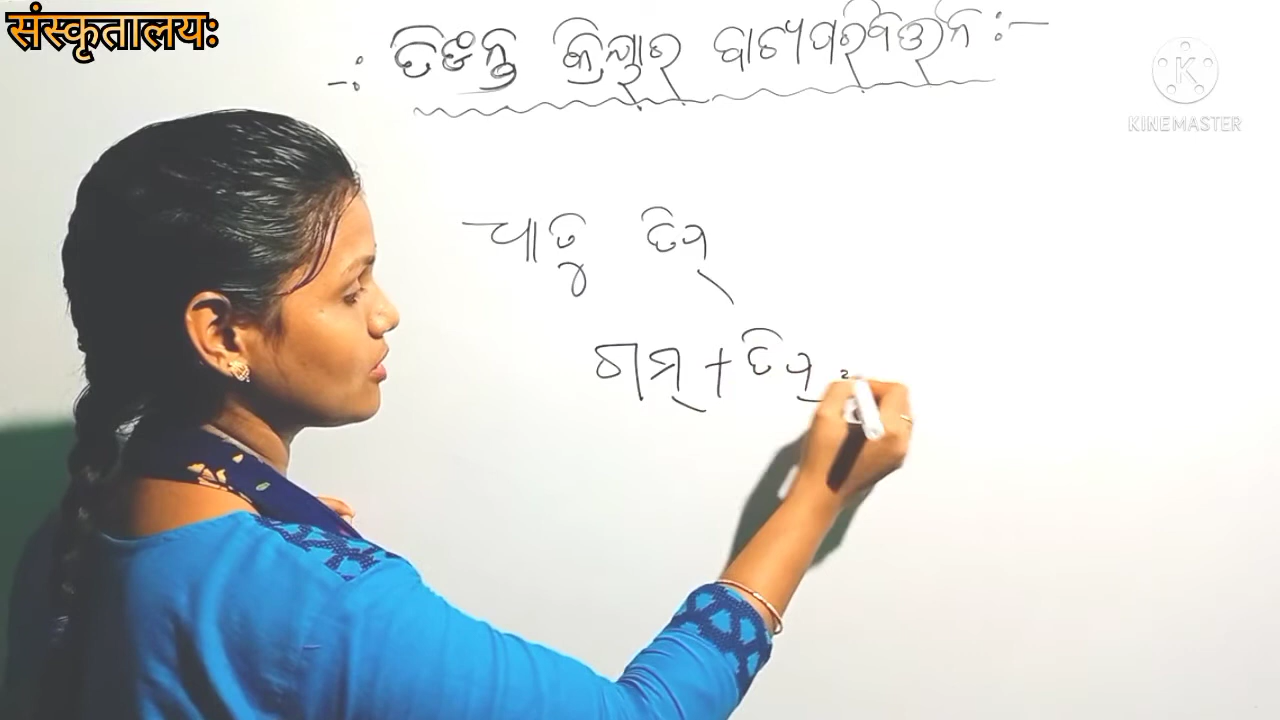 संस्कृतालयः
-: ତିଙନ୍ତ କ୍ରିୟାର ବାଚ୍ୟପରିବର୍ତ୍ତନ :-
KINEMASTER
ଧାତୁ ତିବ୍
ଗମ୍ + ତିବ୍ =